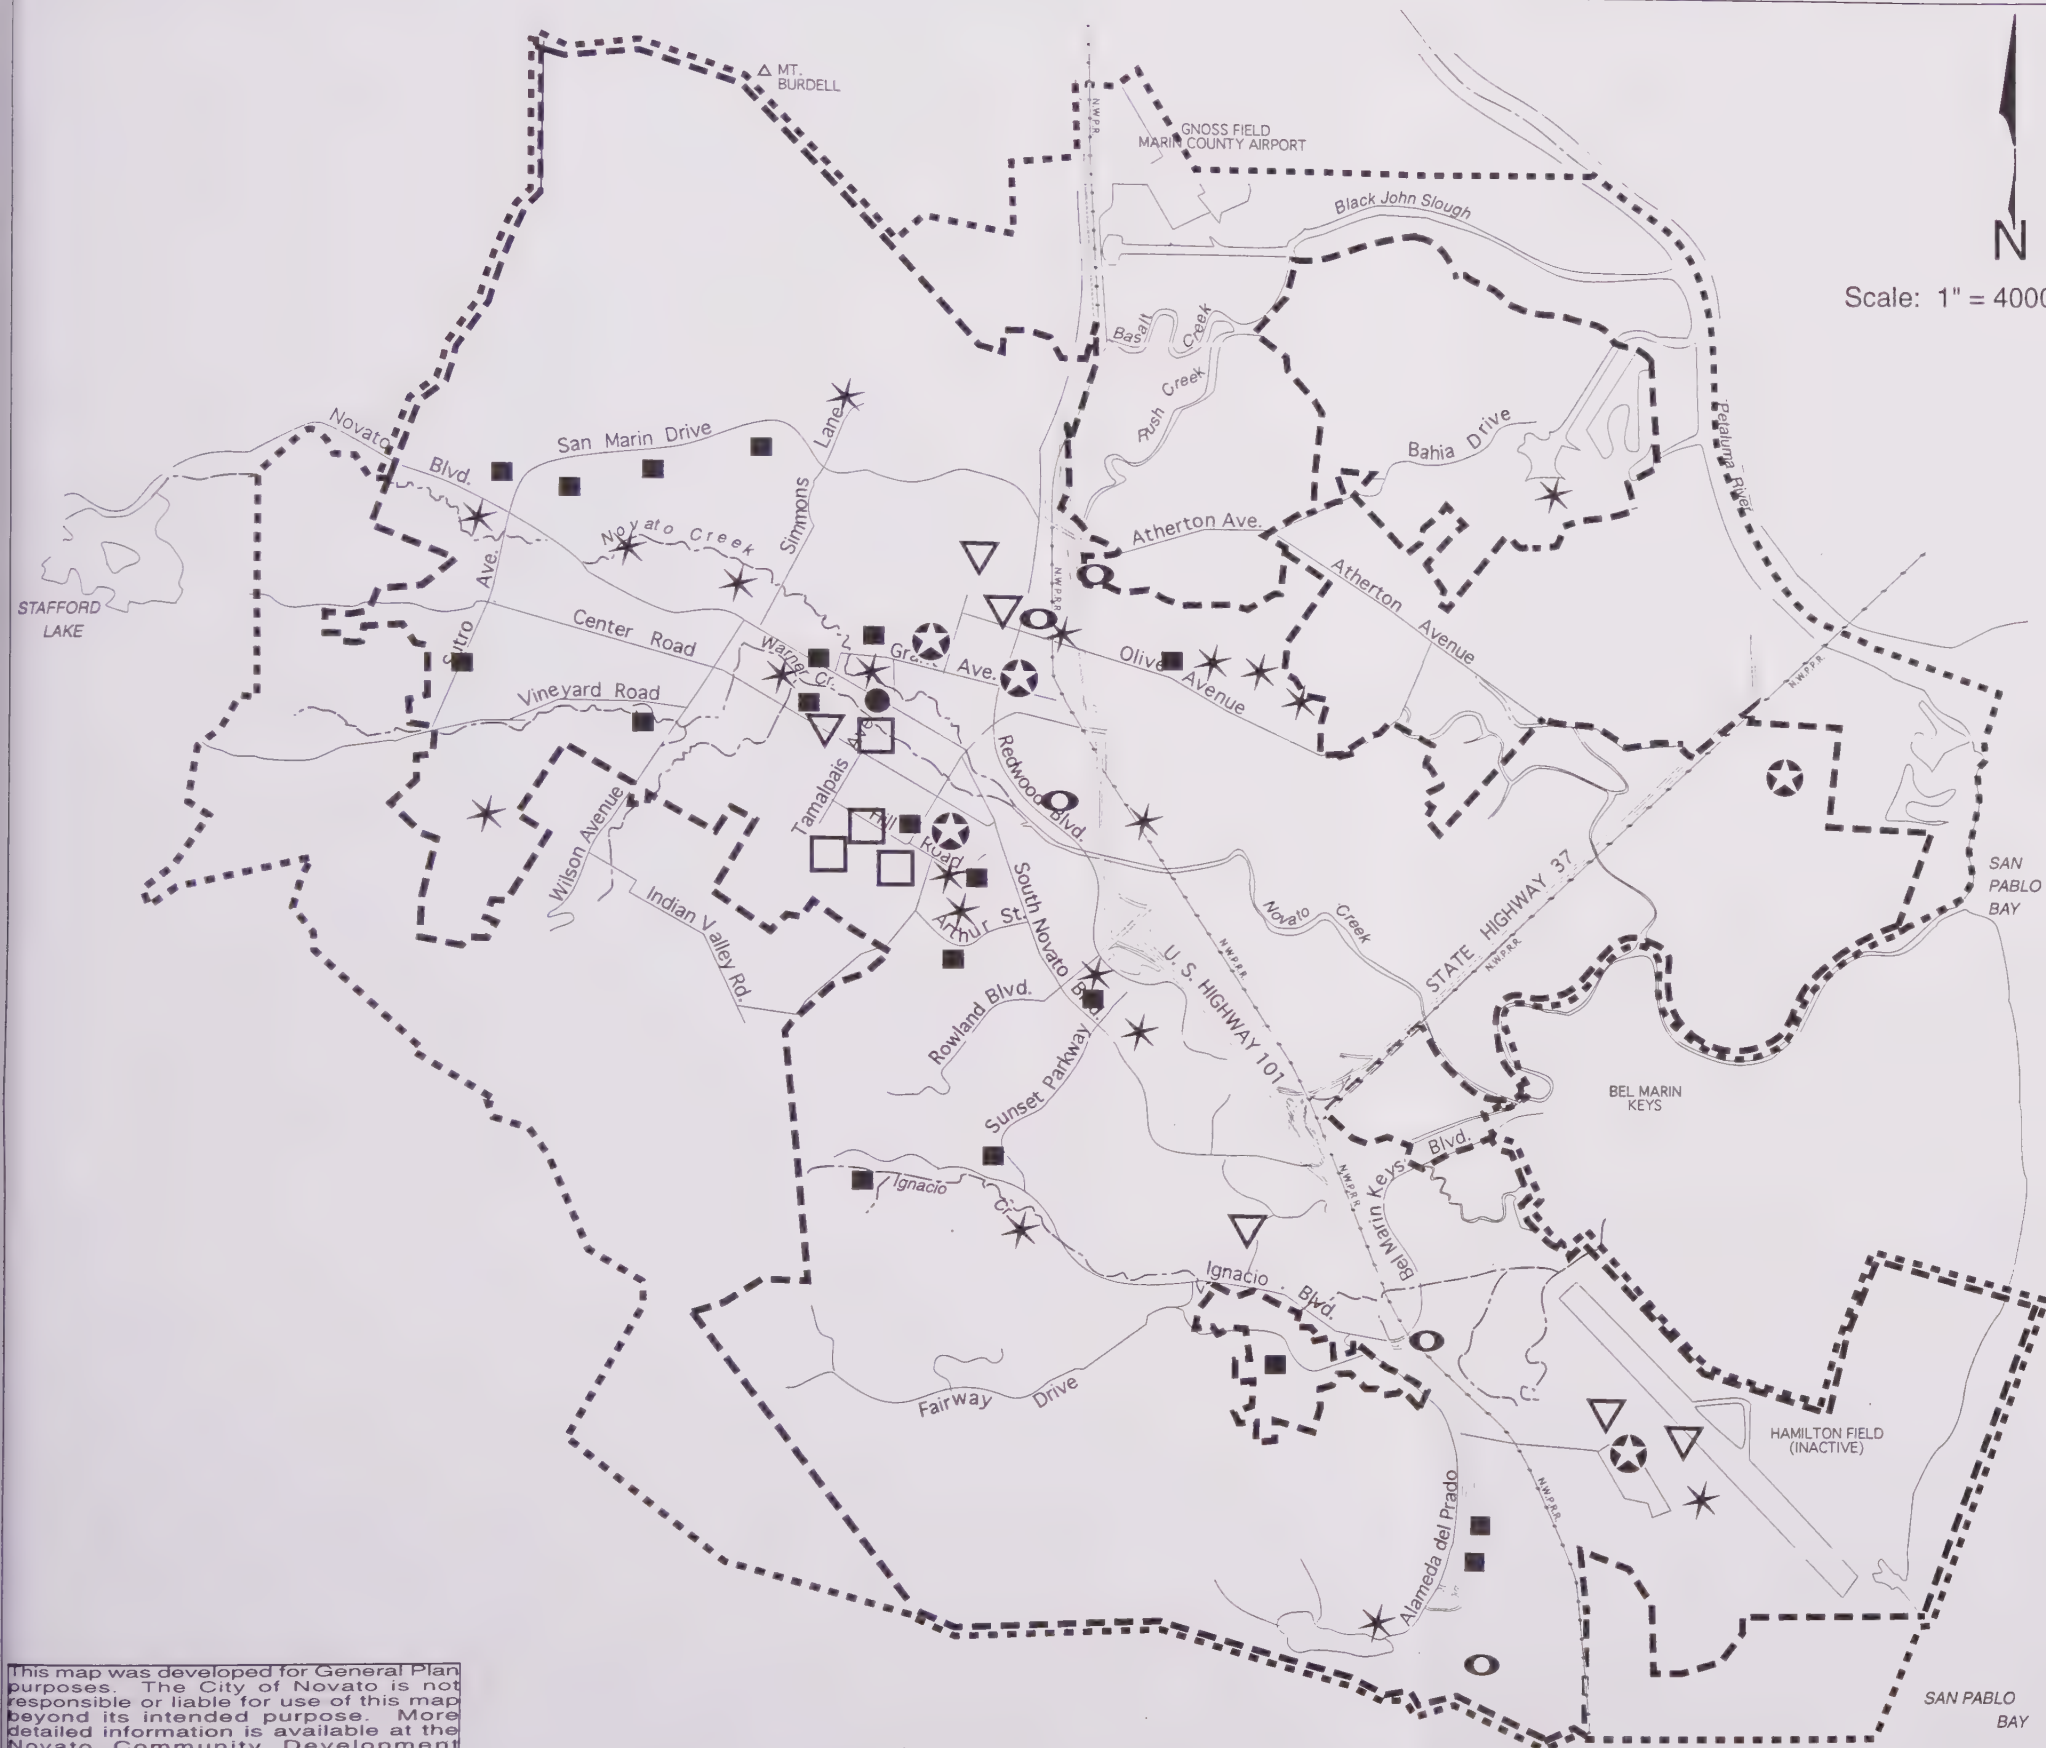 MT.
BURDELL
N.W.P.R.
GNOSS FIELD
MARIN COUNTY AIRPORT
Black John Slough
N
Scale: 1" = 400
Basalt
Creek
Rush Creek
Novato
Blvd.
San Marin Drive
Lane
Simmons
Bahia Drive
Petaluma River
Novato Creek
Atherton Ave.
N.W.P.R.R.
Atherton
Avenue
STAFFORD
LAKE
Sutro Ave.
Center Road
Warner Cr.
Ave.
Olive
Avenue
N.W.P.R.R.
Vineyard Road
Tamalpais Ave.
Redwood Blvd.
Hill
Road
Wilson Avenue
Indian Valley Rd.
Arthur St.
South Novato
Blvd.
Novato
Creek
STATE HIGHWAY 37
N.W.P.R.R.
SAN
PABLO
BAY
U. S. HIGHWAY 101
N.W.P.R.R.
Rowland Blvd.
Sunset Parkway
BEL MARIN
KEYS
Blvd.
Bel Marin Keys
N.W.P.R.R.
Ignacio
Cr.
Ignacio
Blvd.
Fairway
Drive
HAMILTON FIELD
(INACTIVE)
Alameda del Prado
N.W.P.R.R.
SAN PABLO
BAY
This map was developed for General Plan
purposes. The City of Novato is not
responsible or liable for use of this map
beyond its intended purpose. More
detailed information is available at the
Novato Community Development